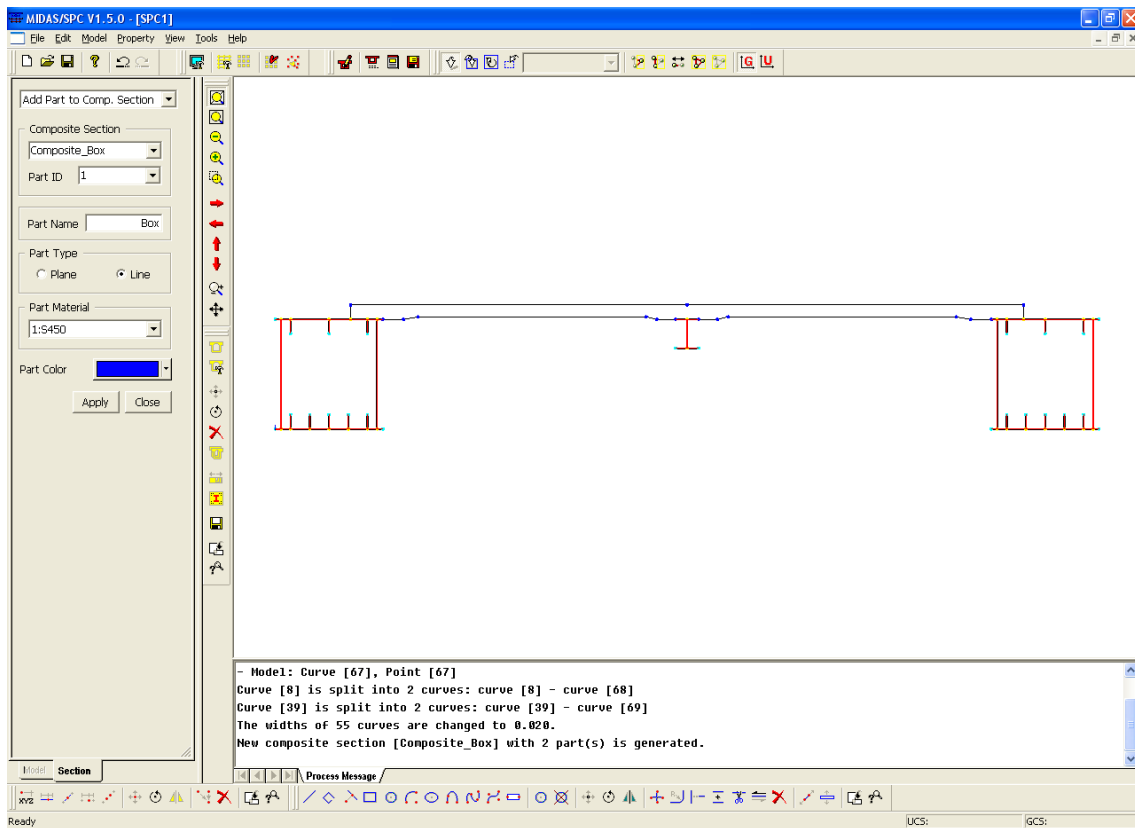 MIDAS/SPC V1.5.0 - [SPC1]
File Edit Model Property View Tools Help
G U
Add Part to Comp. Section
Composite Section
Composite_Box
Part ID 1
Part Name Box
Part Type
Plane Line
Part Material
1:S450
Part Color
Apply Close
- Model: Curve [67], Point [67]
Curve [8] is split into 2 curves: curve [8] - curve [68]
Curve [39] is split into 2 curves: curve [39] - curve [69]
The widths of 55 curves are changed to 0.020.
New composite section [Composite_Box] with 2 part(s) is generated.
Model Section
Process Message
XYZ
Ready UCS: GCS: